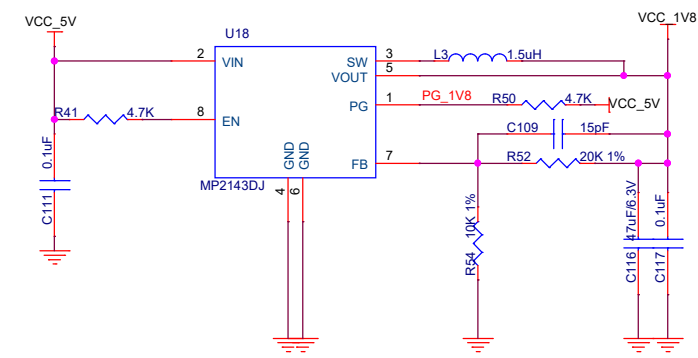 VCC_5V
VCC_1V8
U18
2
VIN
SW
3
L3
1.5uH
VOUT
5
PG
1
PG_1V8
R50
4.7K
VCC_5V
R41
4.7K
8
EN
C109
15pF
0.1uF
C111
GND
GND
FB
7
R52
20K 1%
MP2143DJ
4
6
10K 1%
R54
47uF/6.3V
0.1uF
C116
C117